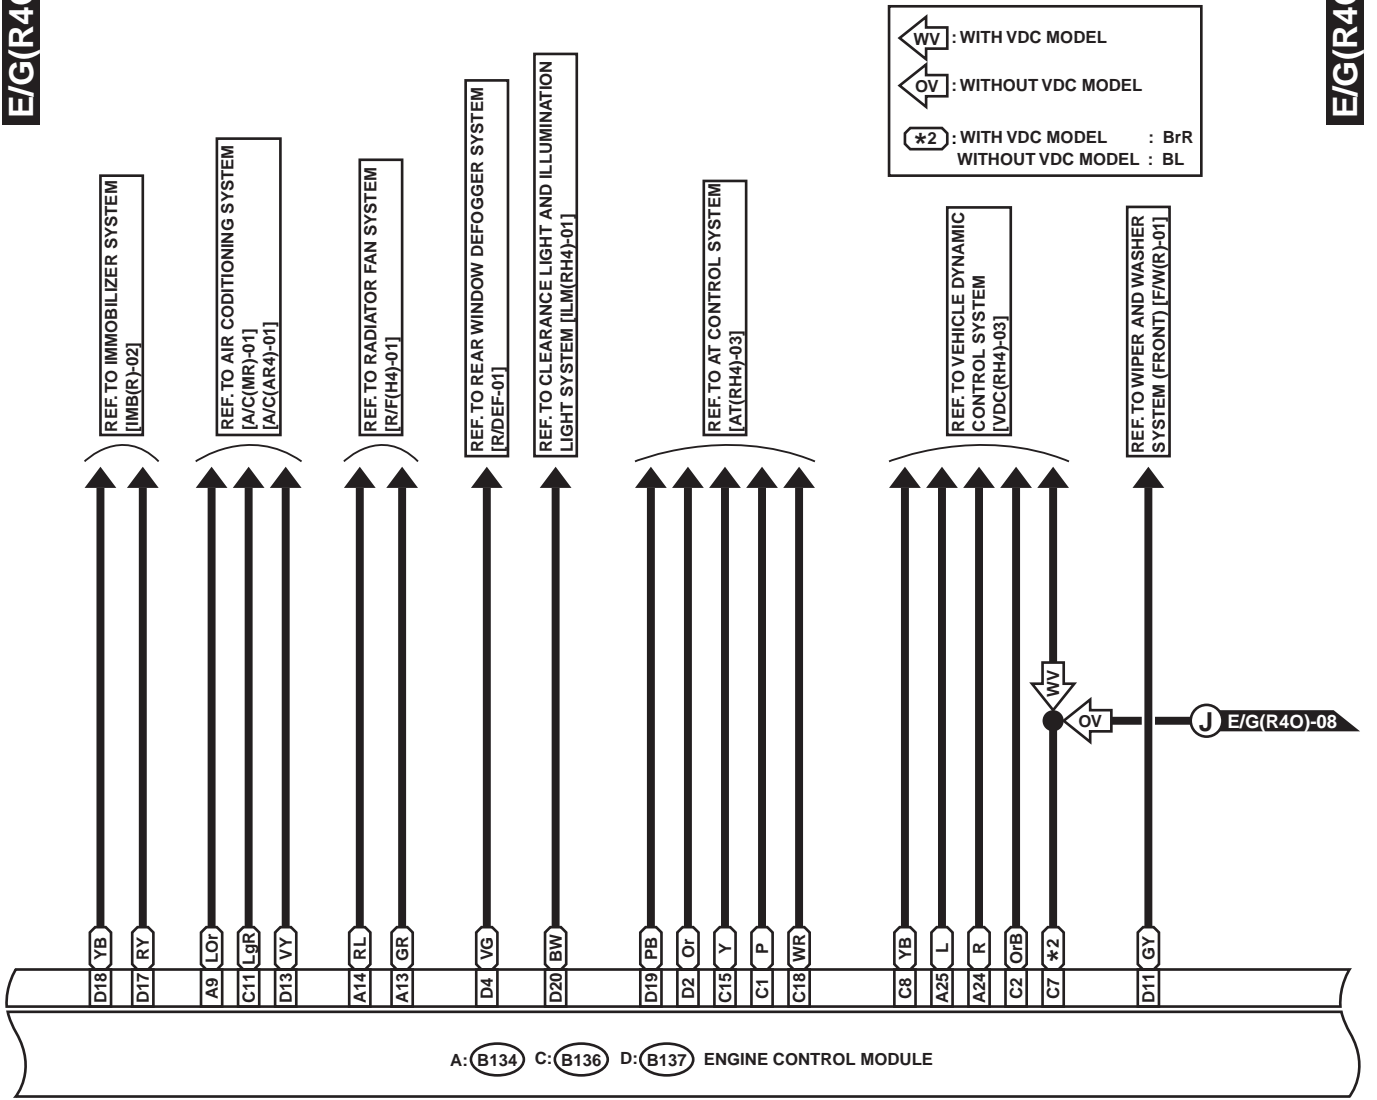 E/G(R4
E/G(R4
WV : WITH VDC MODEL
OV : WITHOUT VDC MODEL
*2 : WITH VDC MODEL : BrR
WITHOUT VDC MODEL : BL
REF. TO IMMOBILIZER SYSTEM
[IMB(R)-02]
REF. TO AIR CODITIONING SYSTEM
[A/C(MR)-01]
[A/C(AR4)-01]
REF. TO RADIATOR FAN SYSTEM
[R/F(H4)-01]
REF. TO REAR WINDOW DEFOGGER SYSTEM
[R/DEF-01]
REF. TO CLEARANCE LIGHT AND ILLUMINATION
LIGHT SYSTEM [ILM(RH4)-01]
REF. TO AT CONTROL SYSTEM
[AT(RH4)-03]
REF. TO VEHICLE DYNAMIC
CONTROL SYSTEM
[VDC(RH4)-03]
REF. TO WIPER AND WASHER
SYSTEM (FRONT) [F/W(R)-01]
WV
OV
J E/G(R4O)-08
D18 YB
D17 RY
A9 LOr
C11 LgR
D13 VY
A14 RL
A13 GR
D4 VG
D20 BW
D19 PB
D2 Or
C15 Y
C1 P
C18 WR
C8 YB
A25 L
A24 R
C2 OrB
C7 *2
D11 GY
A: B134 C: B136 D: B137 ENGINE CONTROL MODULE